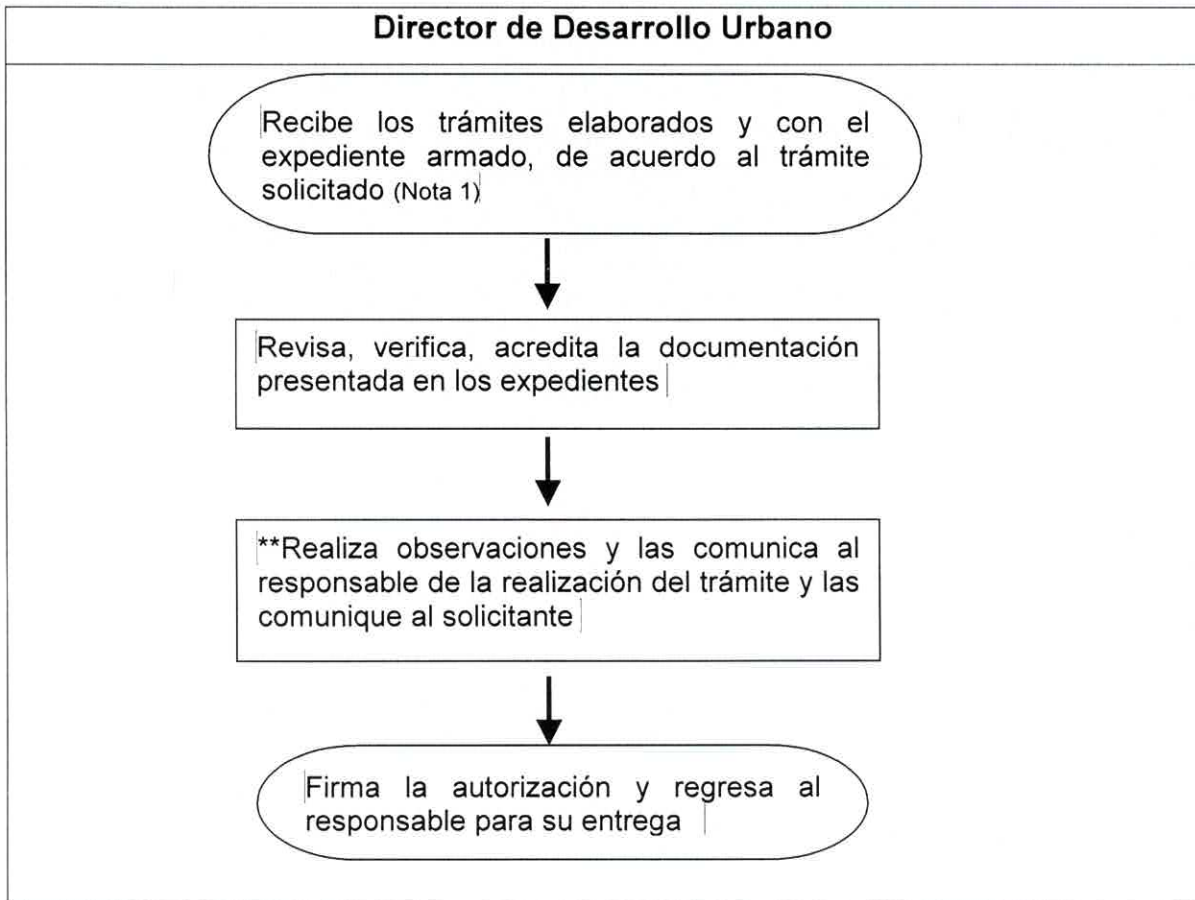 Director de Desarrollo Urbano
Recibe los trámites elaborados y con el
expediente armado, de acuerdo al trámite
solicitado (Nota 1)
Revisa, verifica, acredita la documentación
presentada en los expedientes
**Realiza observaciones y las comunica al
responsable de la realización del trámite y las
comunique al solicitante
Firma la autorización y regresa al
responsable para su entrega